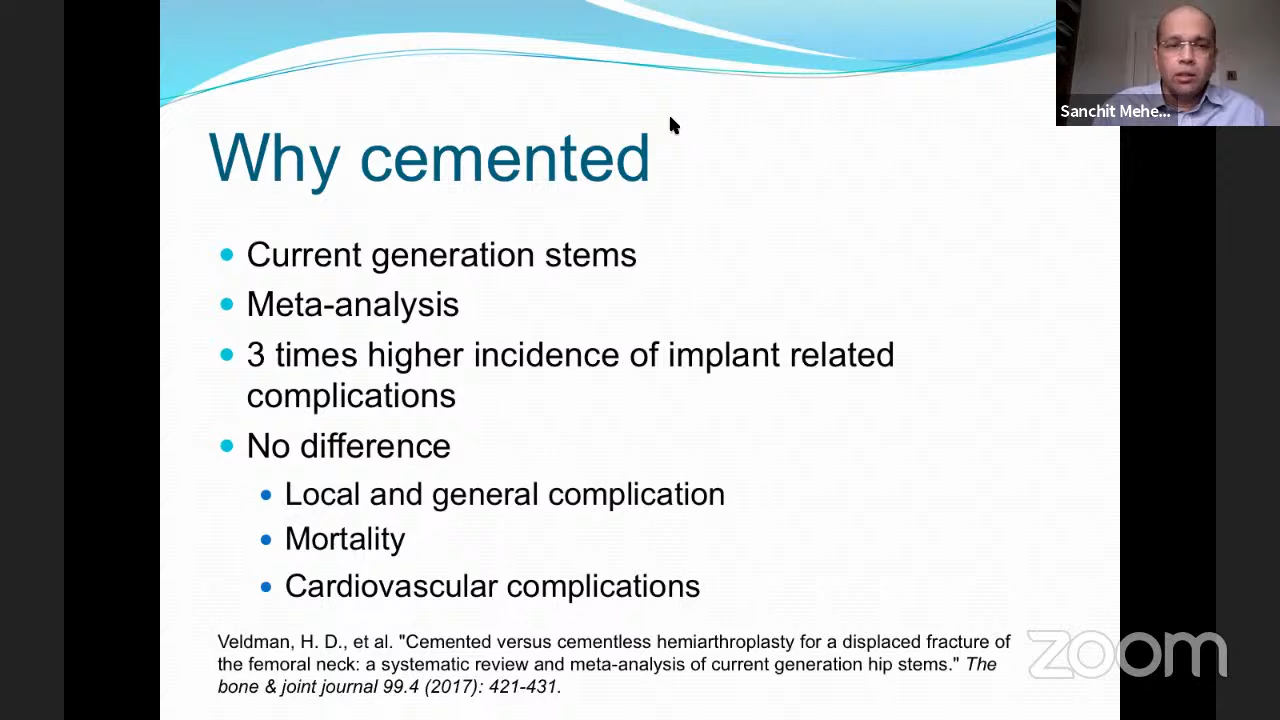 Sanchit Mehe...
Why cemented
Current generation stems
Meta-analysis
3 times higher incidence of implant related
complications
No difference
Local and general complication
Mortality
Cardiovascular complications
Veldman, H. D., et al. "Cemented versus cementless hemiarthroplasty for a displaced fracture of
the femoral neck: a systematic review and meta-analysis of current generation hip stems." The
bone & joint journal 99.4 (2017): 421-431.
zoom